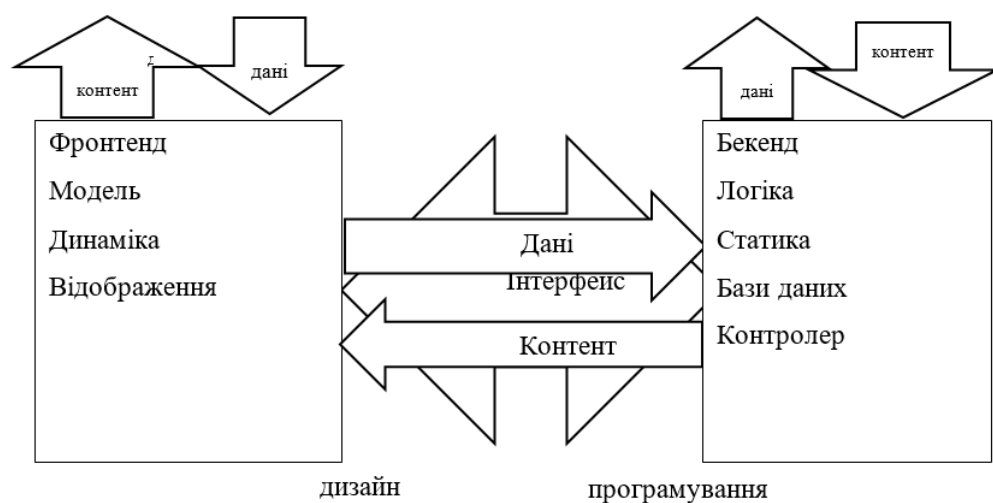 контент
дані
дані
контент
Фронтенд
Модель
Динаміка
Відображення
Дані
Інтерфейс
Контент
Бекенд
Логіка
Статика
Бази даних
Контролер
дизайн
програмування